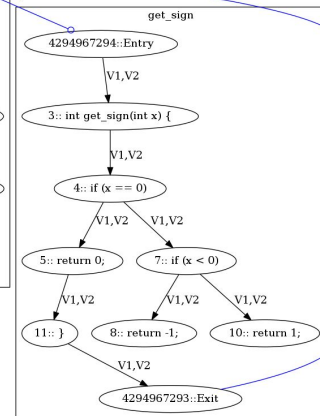 get_sign
4294967294::Entry
V1,V2
3:: int get_sign(int x) {
V1,V2
4:: if (x == 0)
V1,V2 V1,V2
5:: return 0; 7:: if (x < 0)
V1,V2 V1,V2 V1,V2
11:: } 8:: return -1; 10:: return 1;
V1,V2
4294967293::Exit